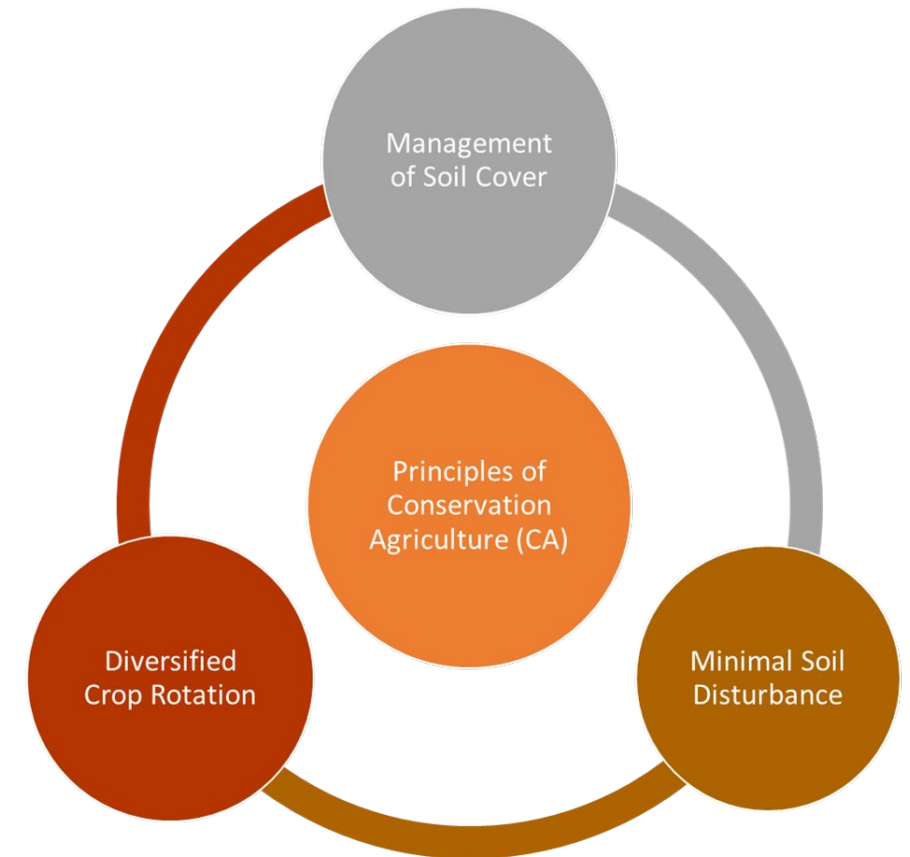 Management
of Soil Cover
Principles of
Conservation
Agriculture (CA)
Diversified
Crop Rotation
Minimal Soil
Disturbance